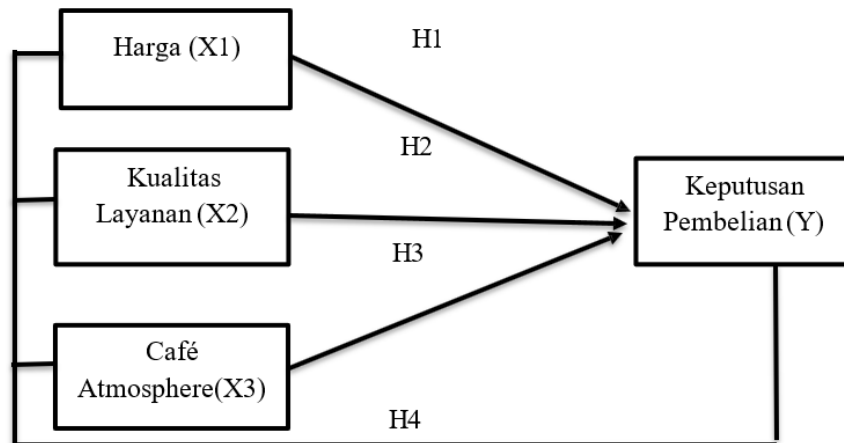 Harga (X1)
H1
H2
Kualitas
Layanan (X2)
Keputusan
Pembelian (Y)
H3
Café
Atmosphere(X3)
H4